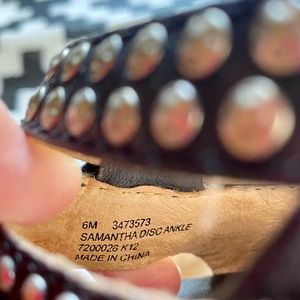 6M 3473573
SAMANTHA DISC ANKLE
7200026 K12
MADE IN CHINA